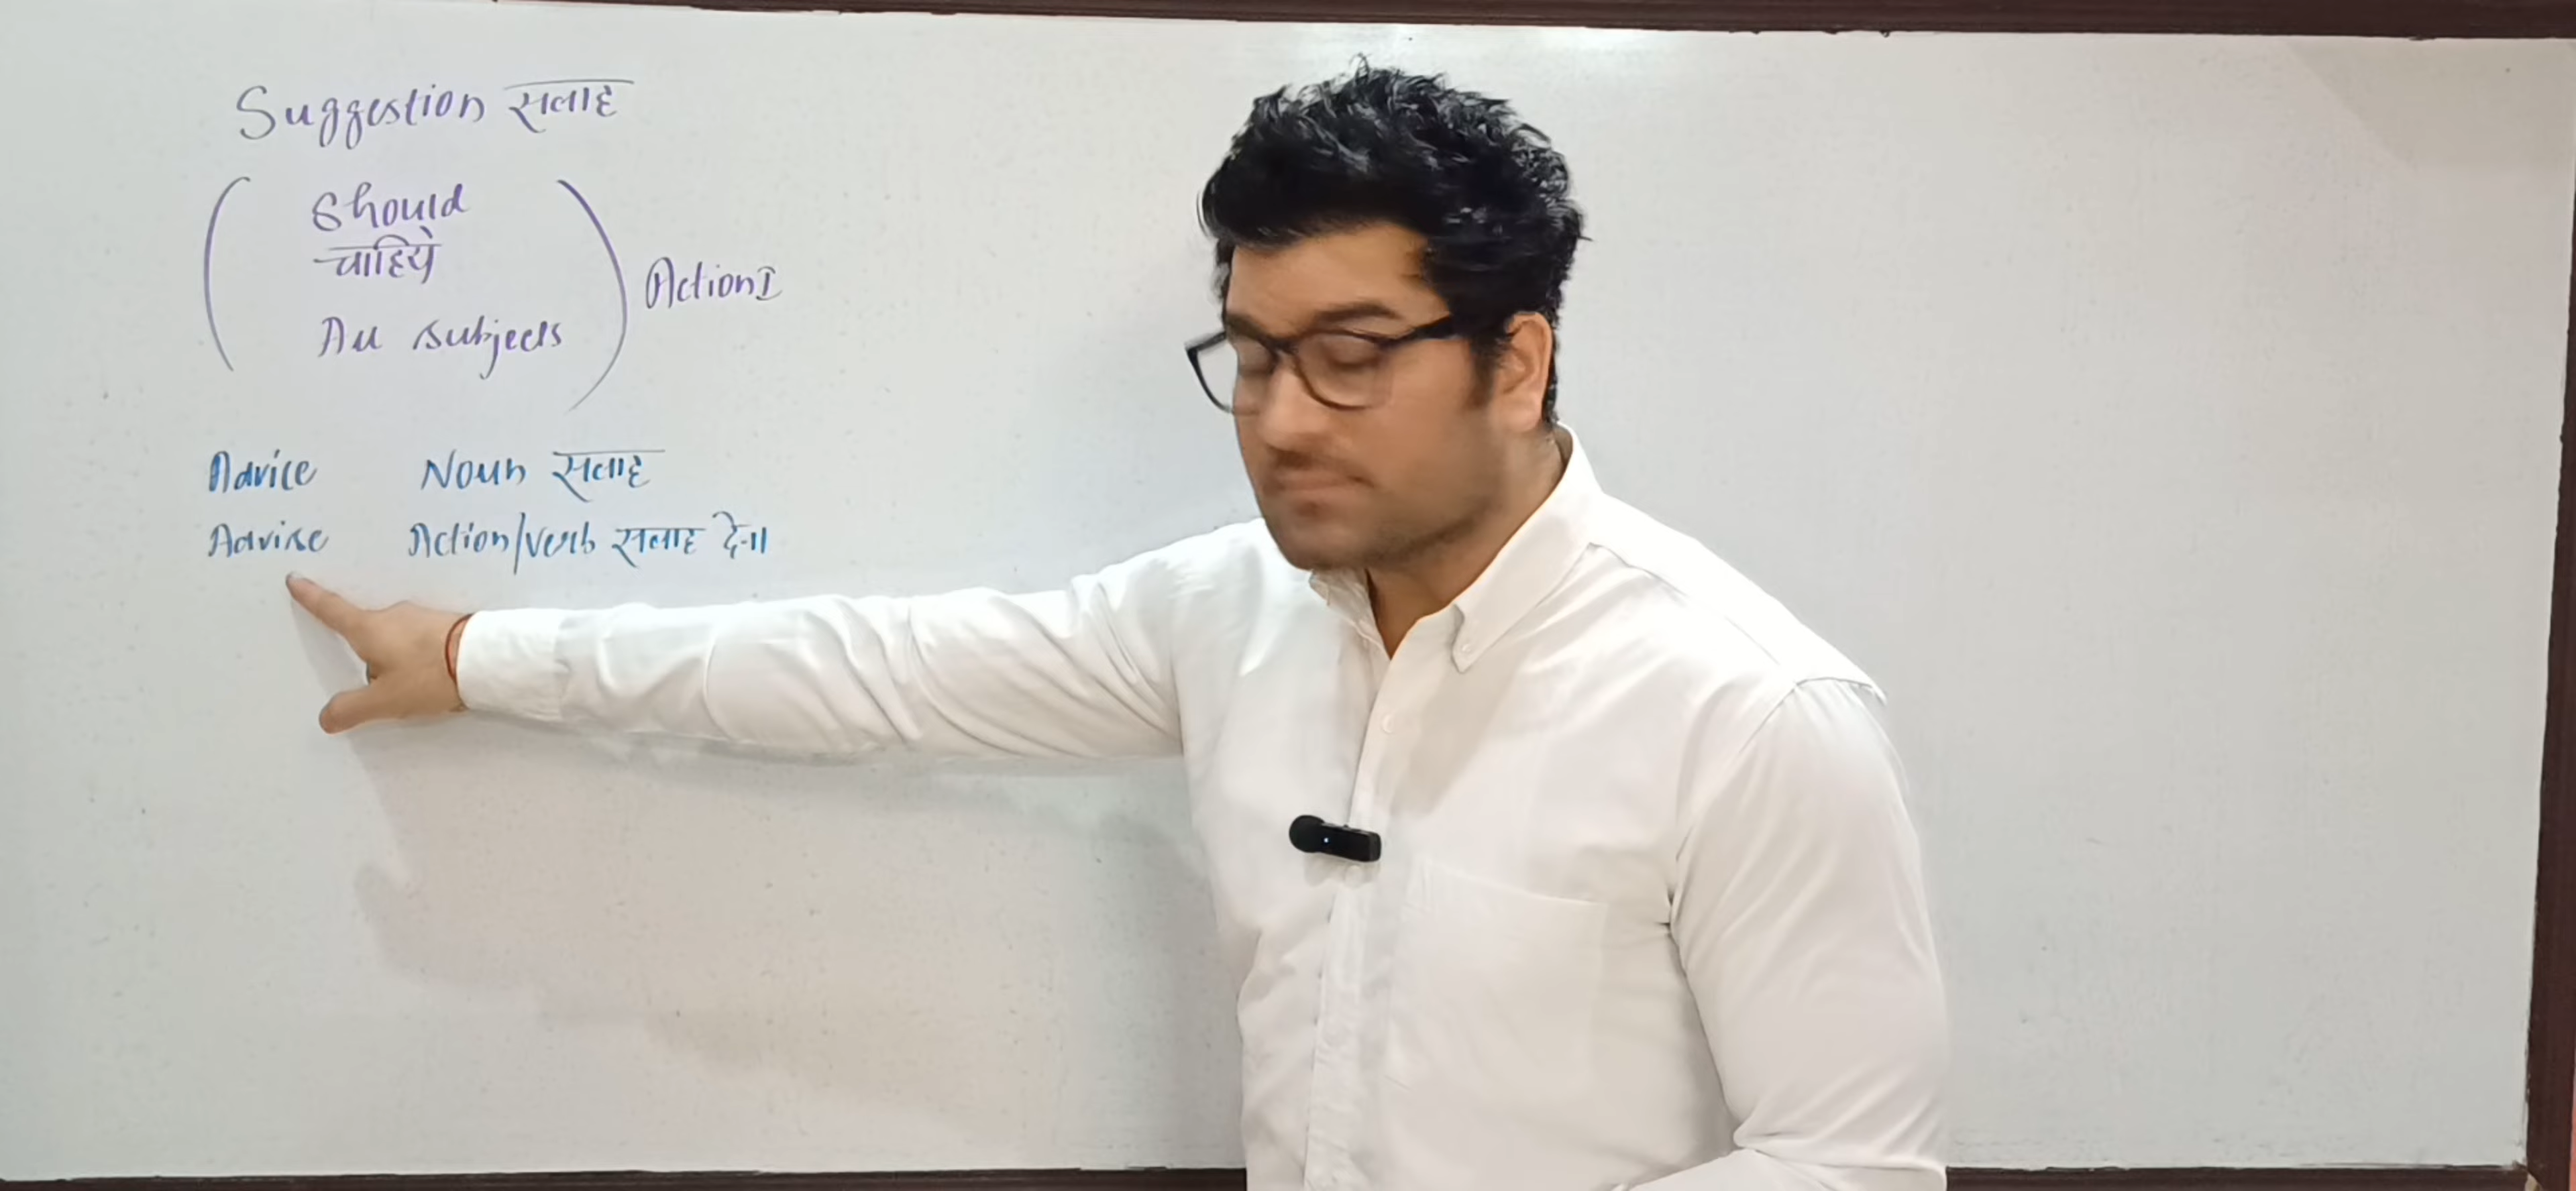 Suggestion सलाह
Should
चाहिये
All subjects
Action I
Advice Noun सलाह
Advise Action/verb सलाह देना